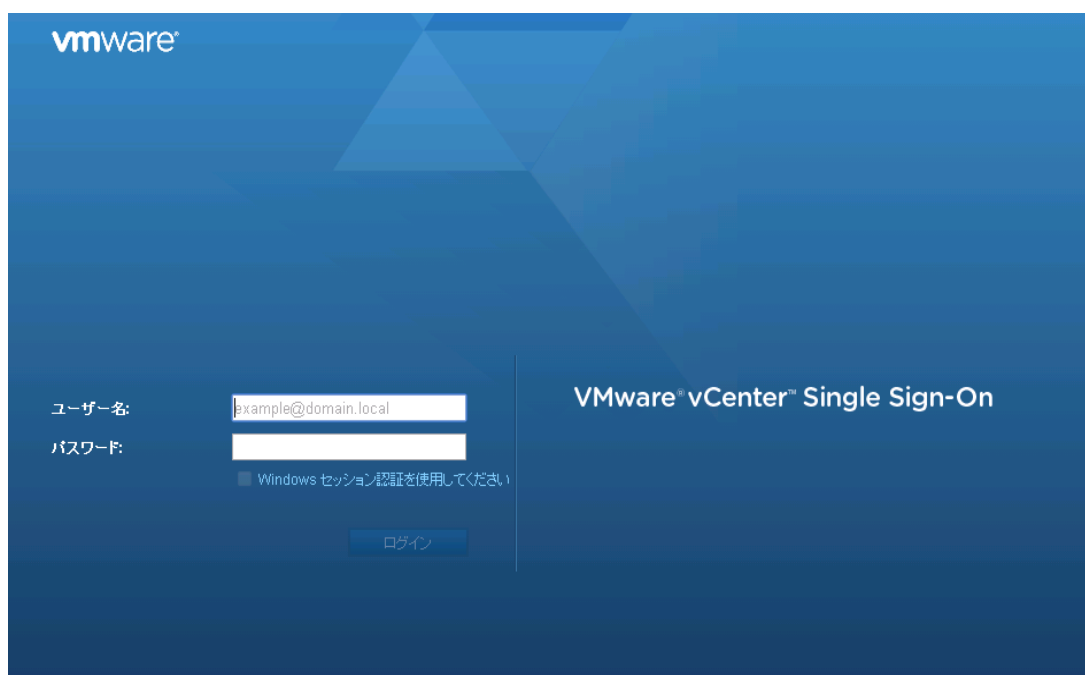 vmware®
ユーザー名:
example@domain.local
VMware® vCenter™ Single Sign-On
パスワード:
Windows セッション認証を使用してください
ログイン